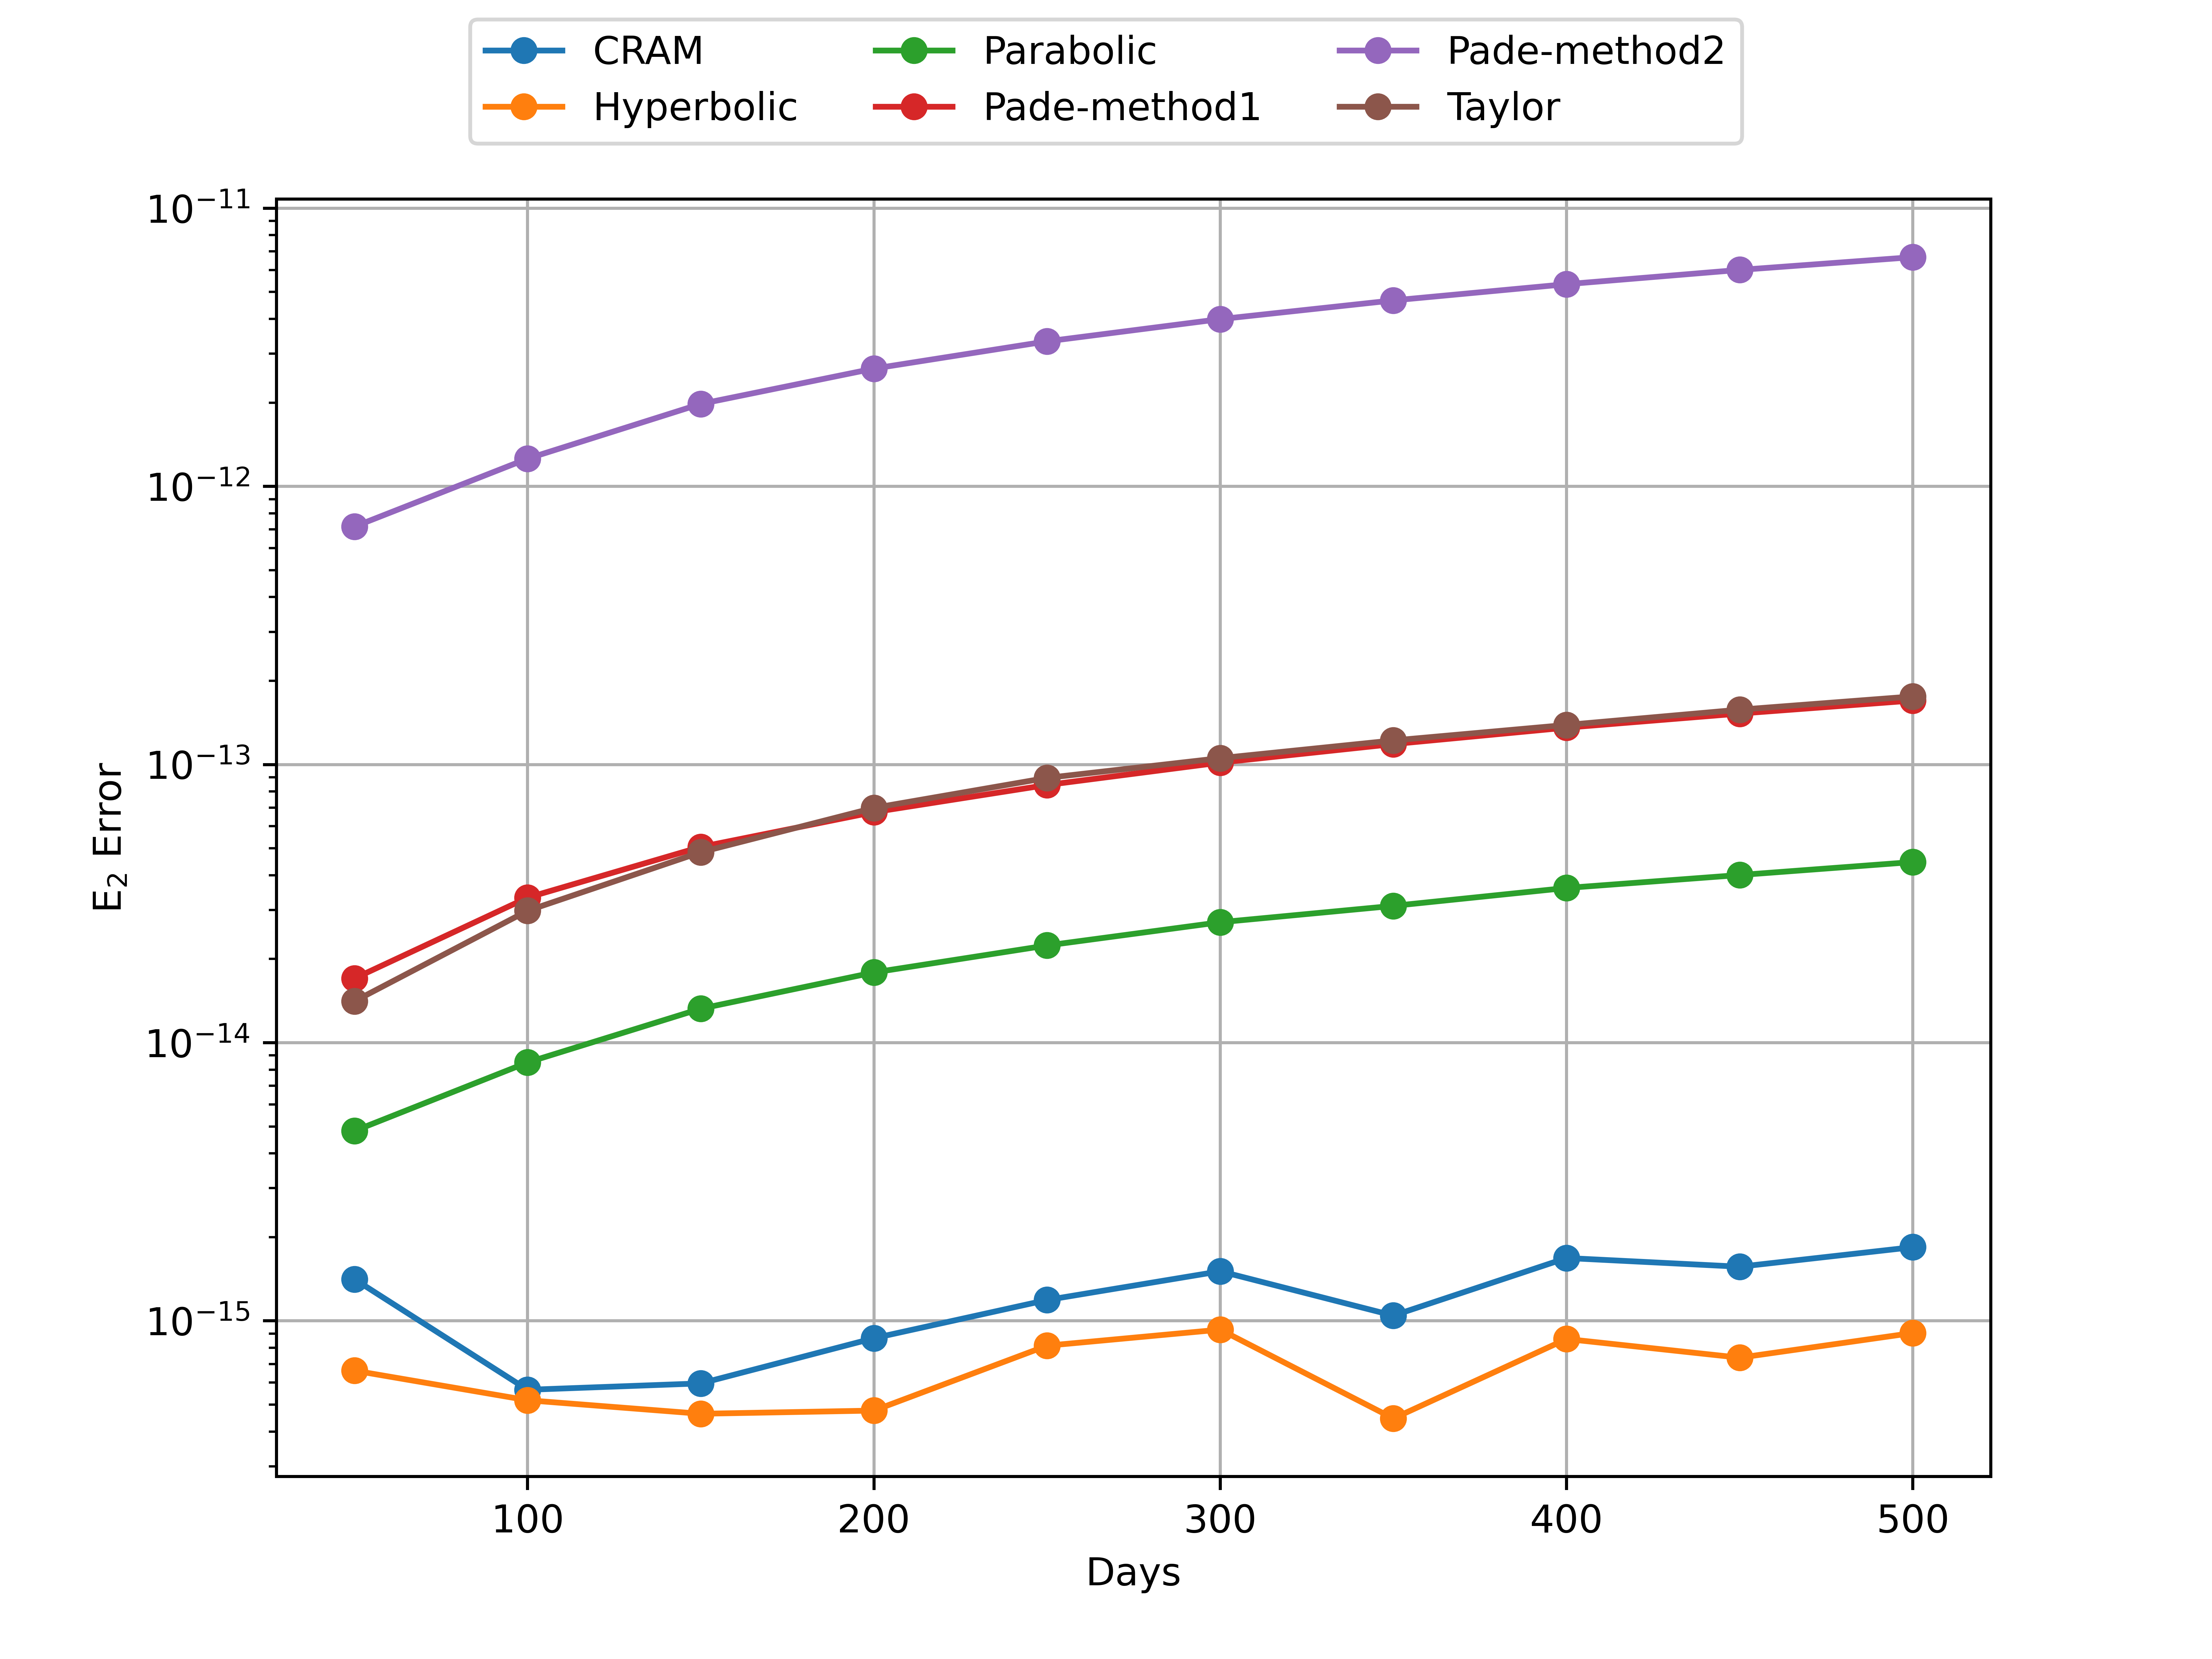 CRAM Parabolic Pade-method2
Hyperbolic Pade-method1 Taylor
10⁻¹¹
10⁻¹²
10⁻¹³
10⁻¹⁴
10⁻¹⁵
E₂ Error
100 200 300 400 500
Days